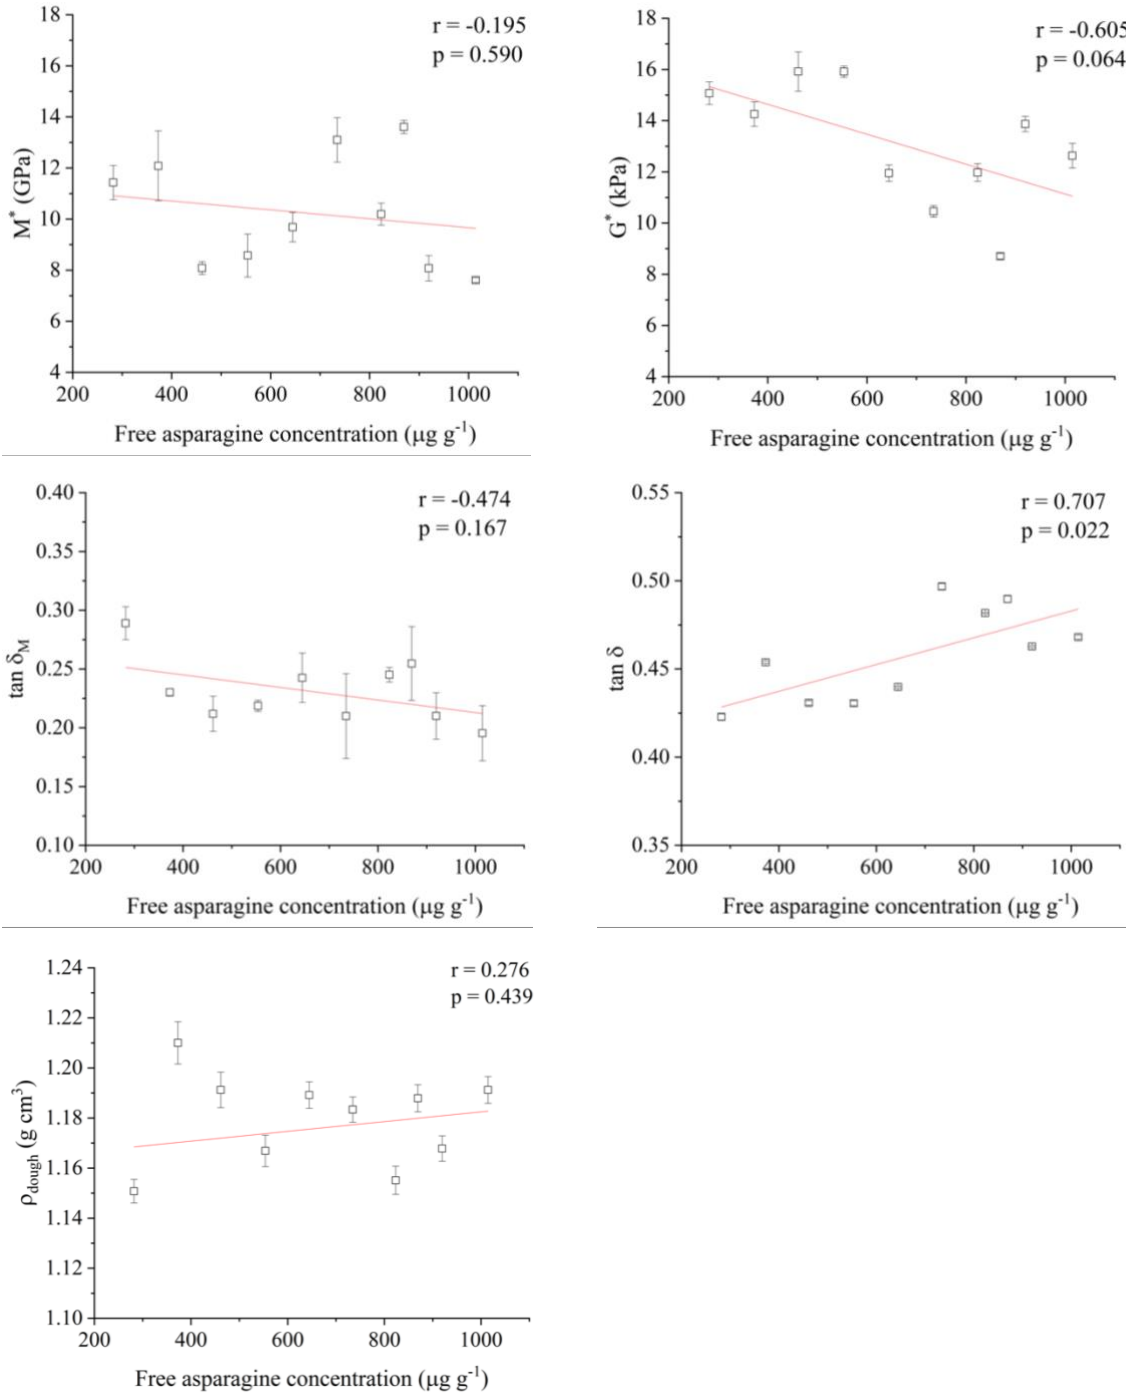 r = -0.195
p = 0.590
M* (GPa)
18
16
14
12
10
8
6
4
200 400 600 800 1000
Free asparagine concentration (μg g⁻¹)
r = -0.605
p = 0.064
G* (kPa)
18
16
14
12
10
8
6
4
200 400 600 800 1000
Free asparagine concentration (μg g⁻¹)
r = -0.474
p = 0.167
tan δM
0.40
0.35
0.30
0.25
0.20
0.15
0.10
200 400 600 800 1000
Free asparagine concentration (μg g⁻¹)
r = 0.707
p = 0.022
tan δ
0.55
0.50
0.45
0.40
0.35
200 400 600 800 1000
Free asparagine concentration (μg g⁻¹)
r = 0.276
p = 0.439
ρdough (g cm³)
1.24
1.22
1.20
1.18
1.16
1.14
1.12
1.10
200 400 600 800 1000
Free asparagine concentration (μg g⁻¹)